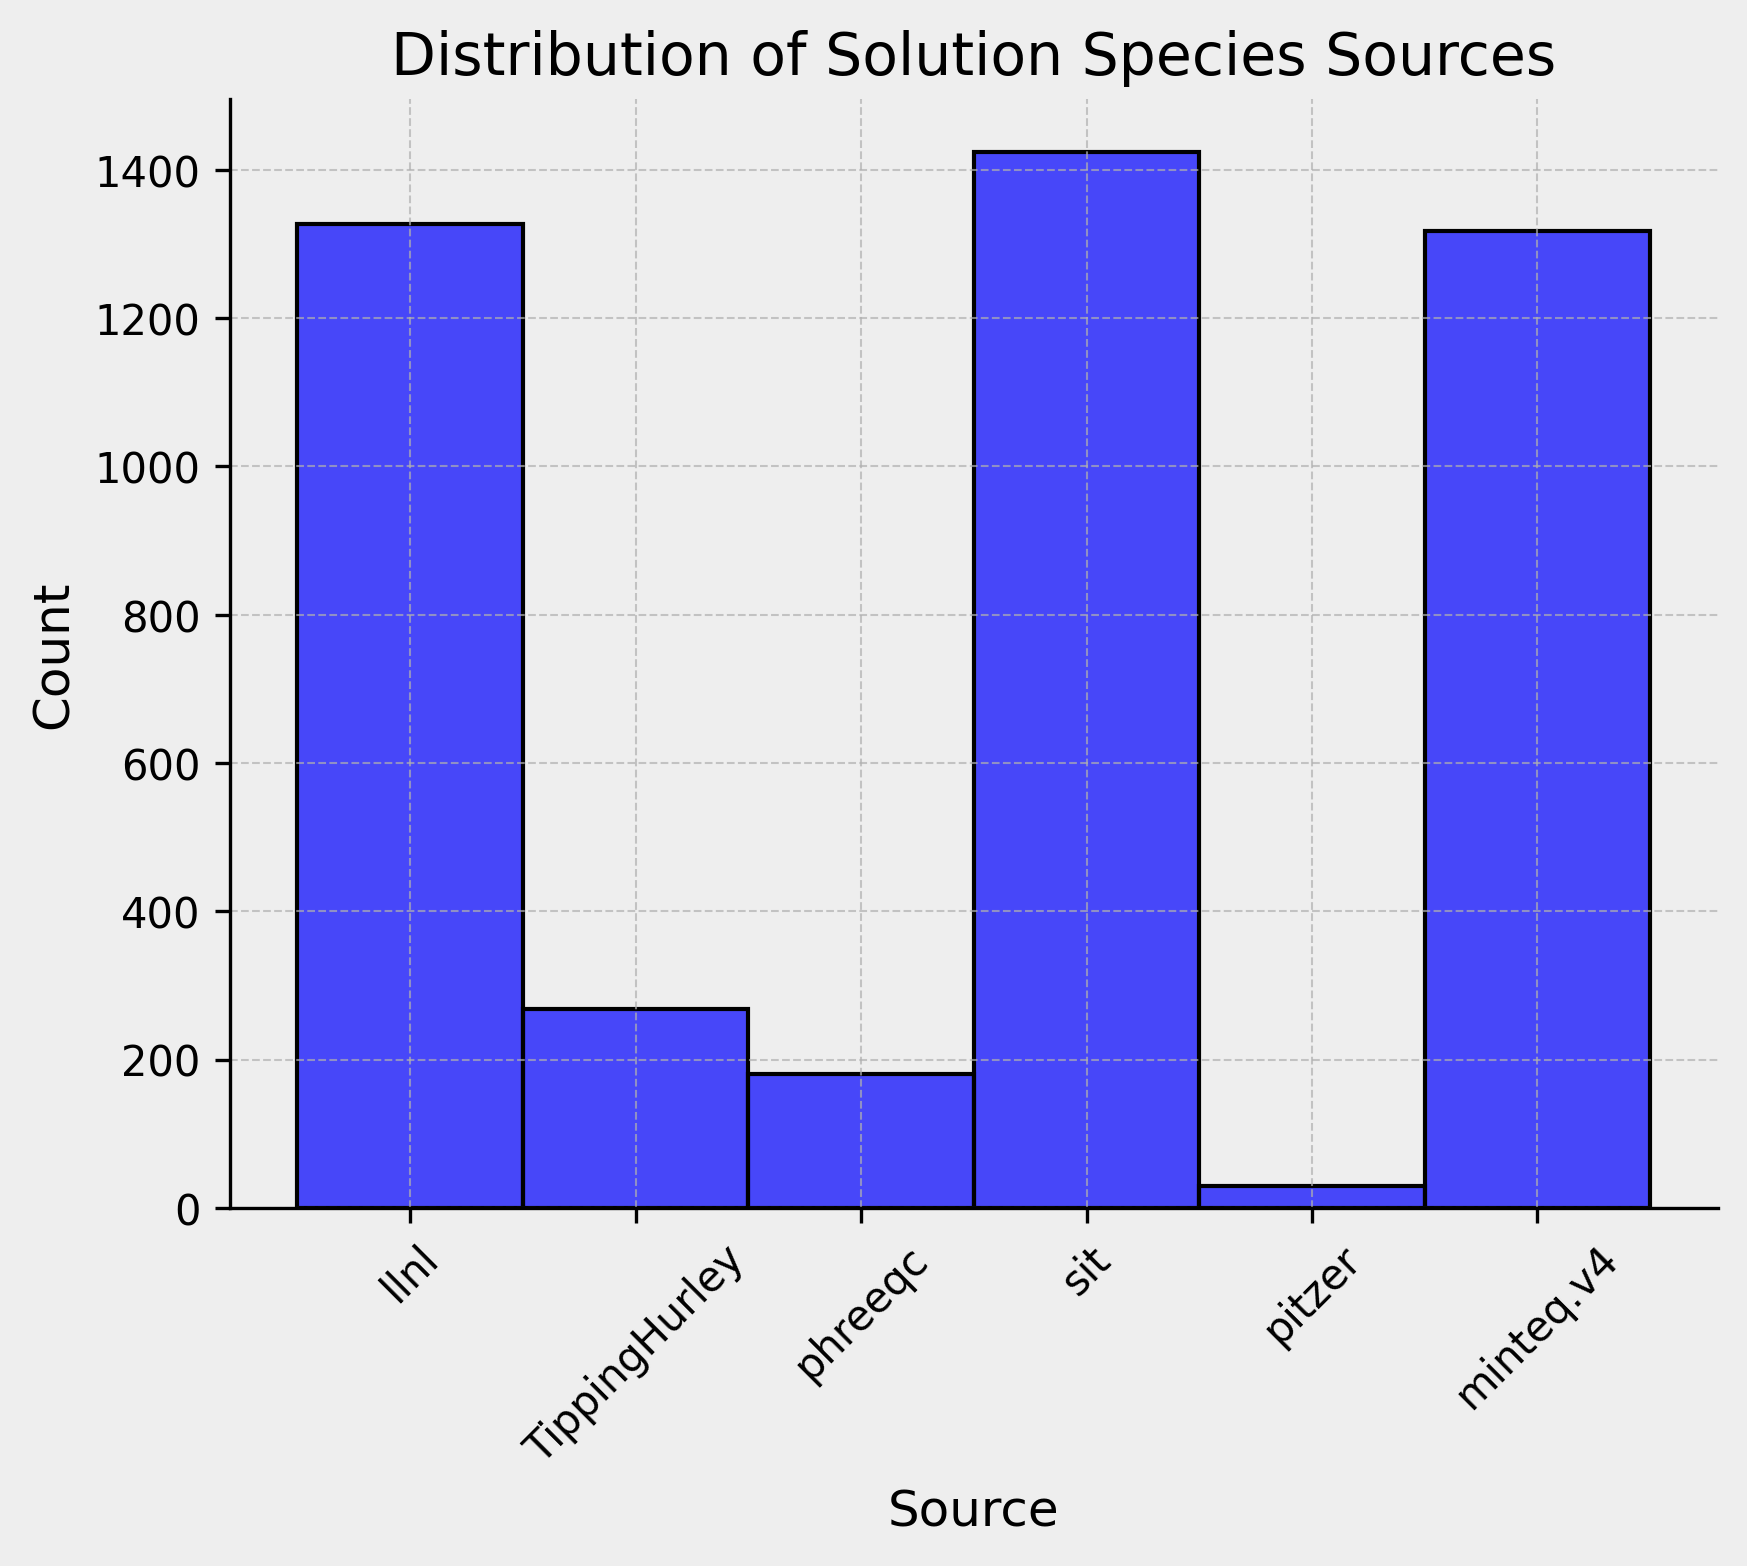 Distribution of Solution Species Sources
1400
1200
1000
800
600
400
200
0
Count
llnl
TippingHurley
phreeqc
sit
pitzer
minteq.v4
Source